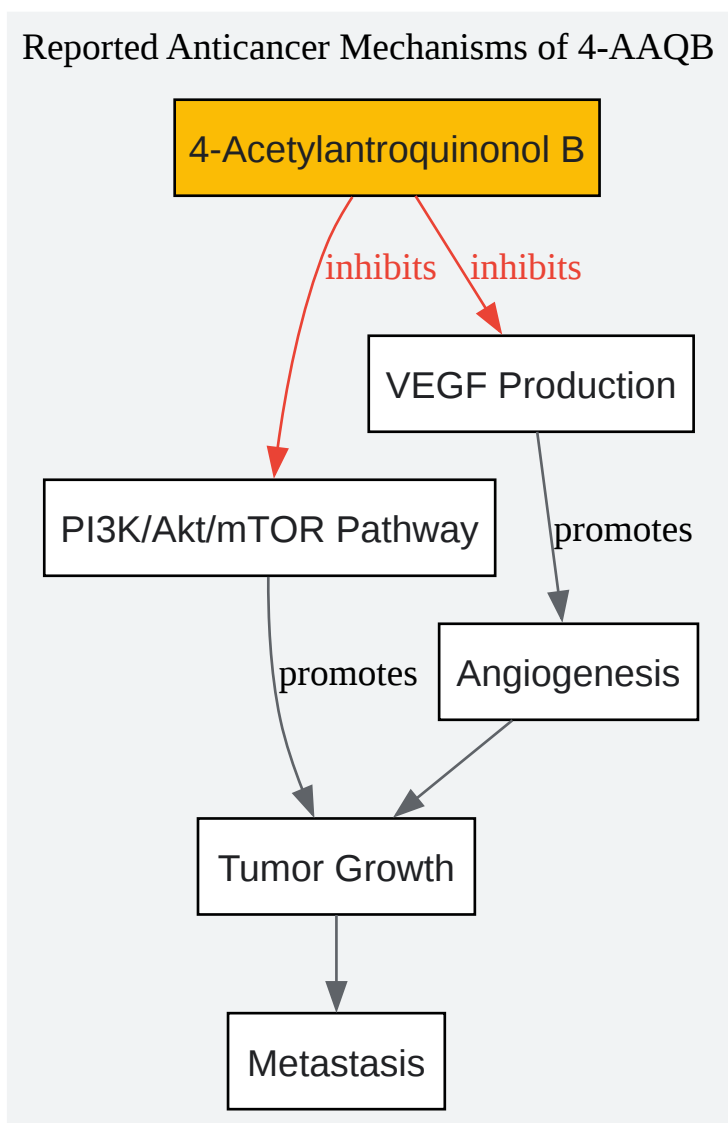 Reported Anticancer Mechanisms of 4-AAQB
4-Acetylantroquinonol B
inhibits
inhibits
VEGF Production
PI3K/Akt/mTOR Pathway
promotes
Angiogenesis
promotes
Tumor Growth
Metastasis